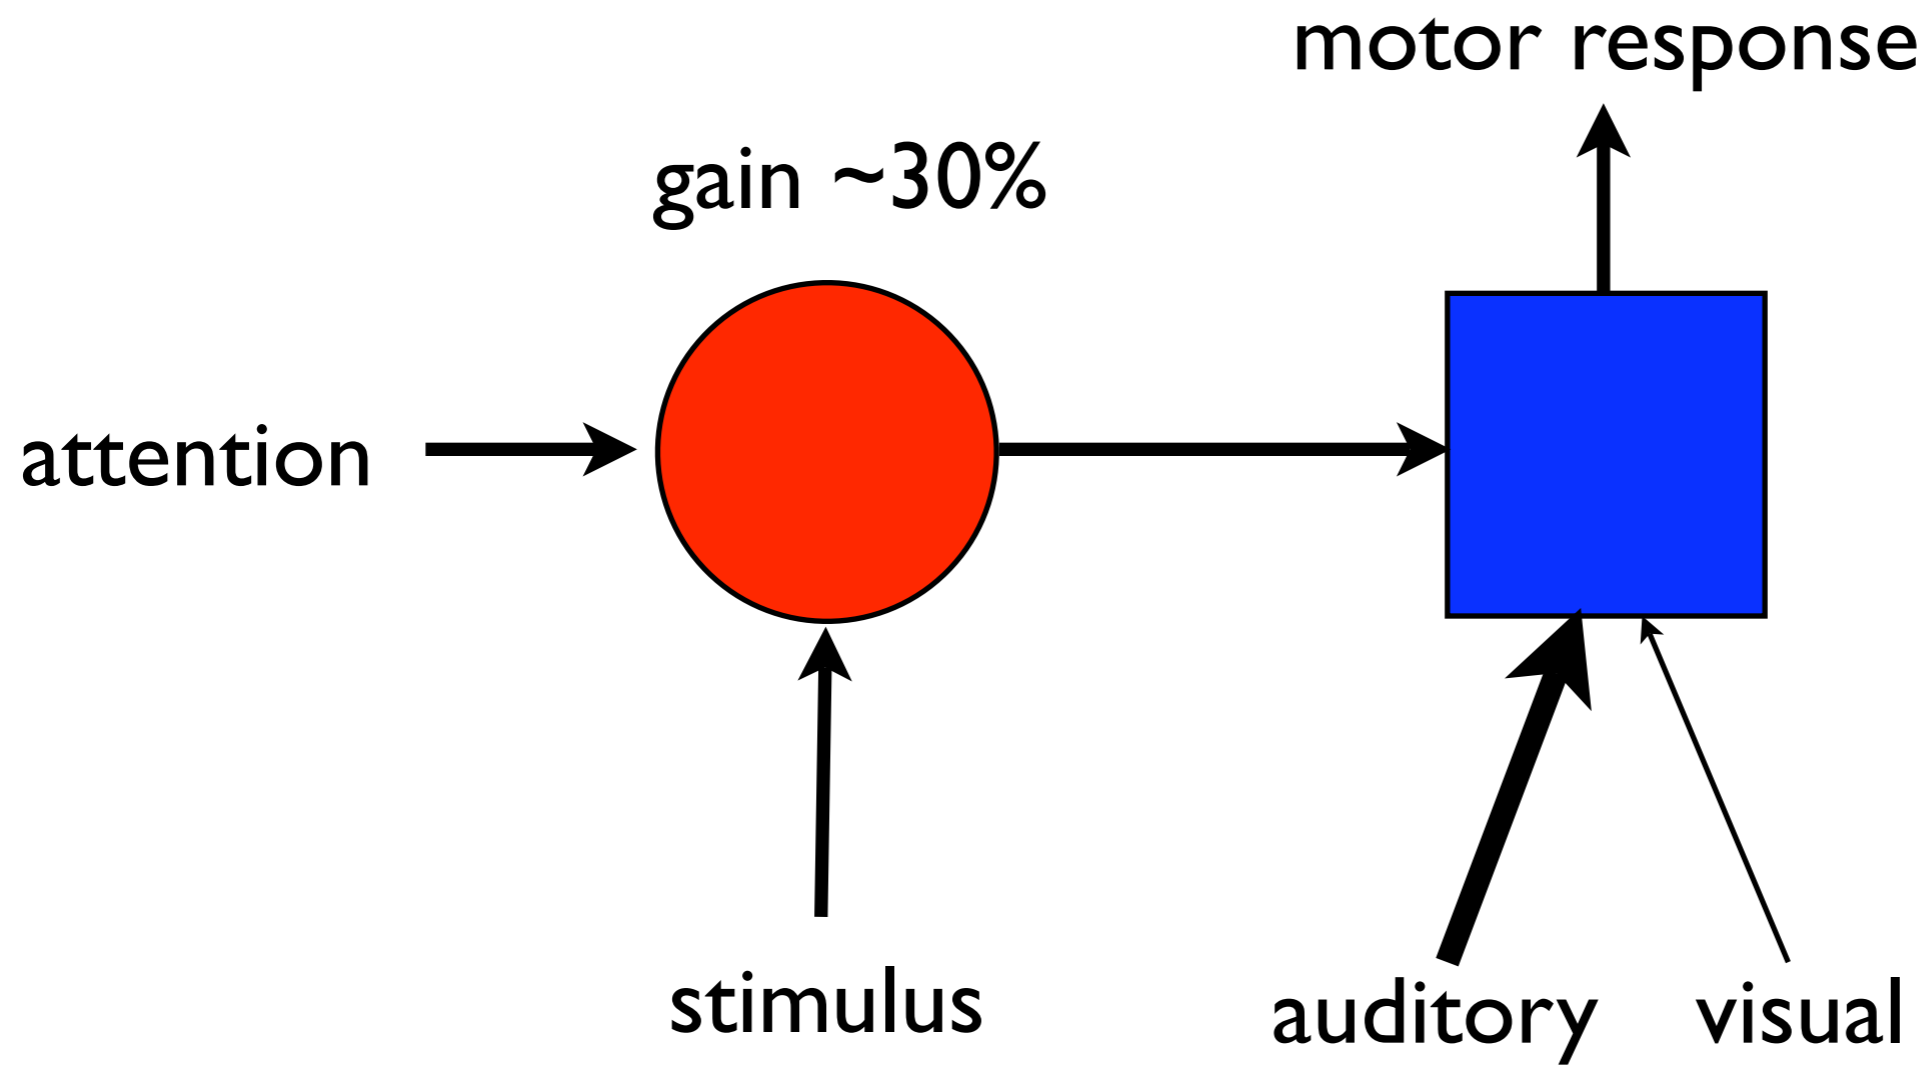 motor response
gain ~30%
attention
stimulus
auditory
visual